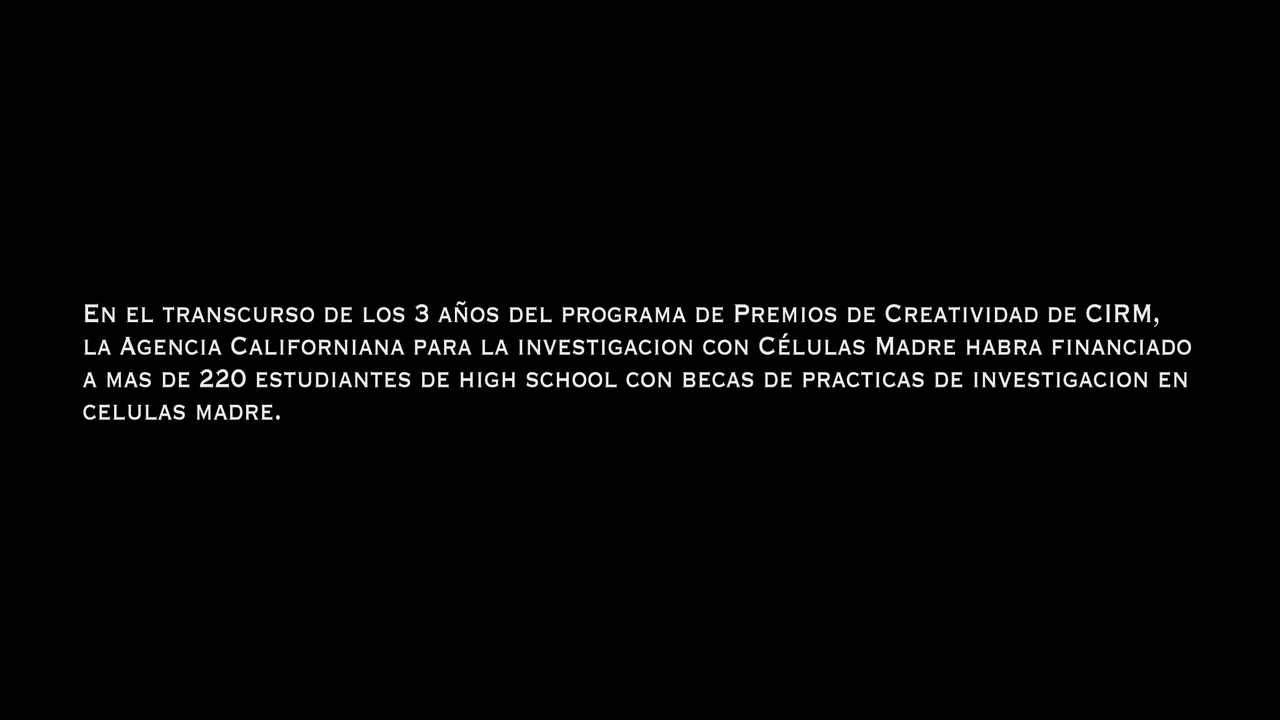 En el transcurso de los 3 años del programa de Premios de Creatividad de CIRM,
la Agencia Californiana para la investigacion con Células Madre habra financiado
a mas de 220 estudiantes de high school con becas de practicas de investigacion en
celulas madre.